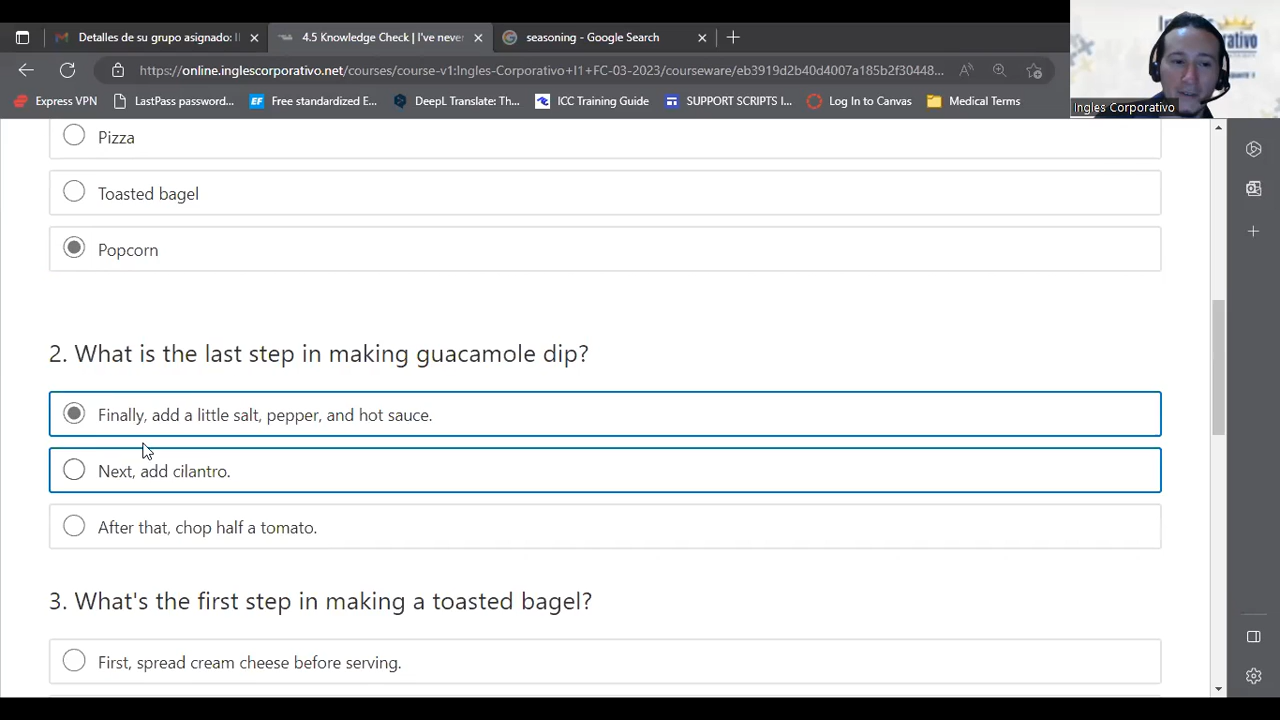 Detalles de su grupo asignado: I
4.5 Knowledge Check | I've never
seasoning - Google Search
https://online.inglescorporativo.net/courses/course-v1:Ingles-Corporativo+I1+FC-03-2023/courseware/eb3919d2b40d4007a185b2f30448...
Express VPN
LastPass password...
EF Free standardized E...
DeepL Translate: Th...
ICC Training Guide
SUPPORT SCRIPTS I...
Log In to Canvas
Medical Terms
Ingles Corporativo
Pizza
Toasted bagel
Popcorn
2. What is the last step in making guacamole dip?
Finally, add a little salt, pepper, and hot sauce.
Next, add cilantro.
After that, chop half a tomato.
3. What's the first step in making a toasted bagel?
First, spread cream cheese before serving.